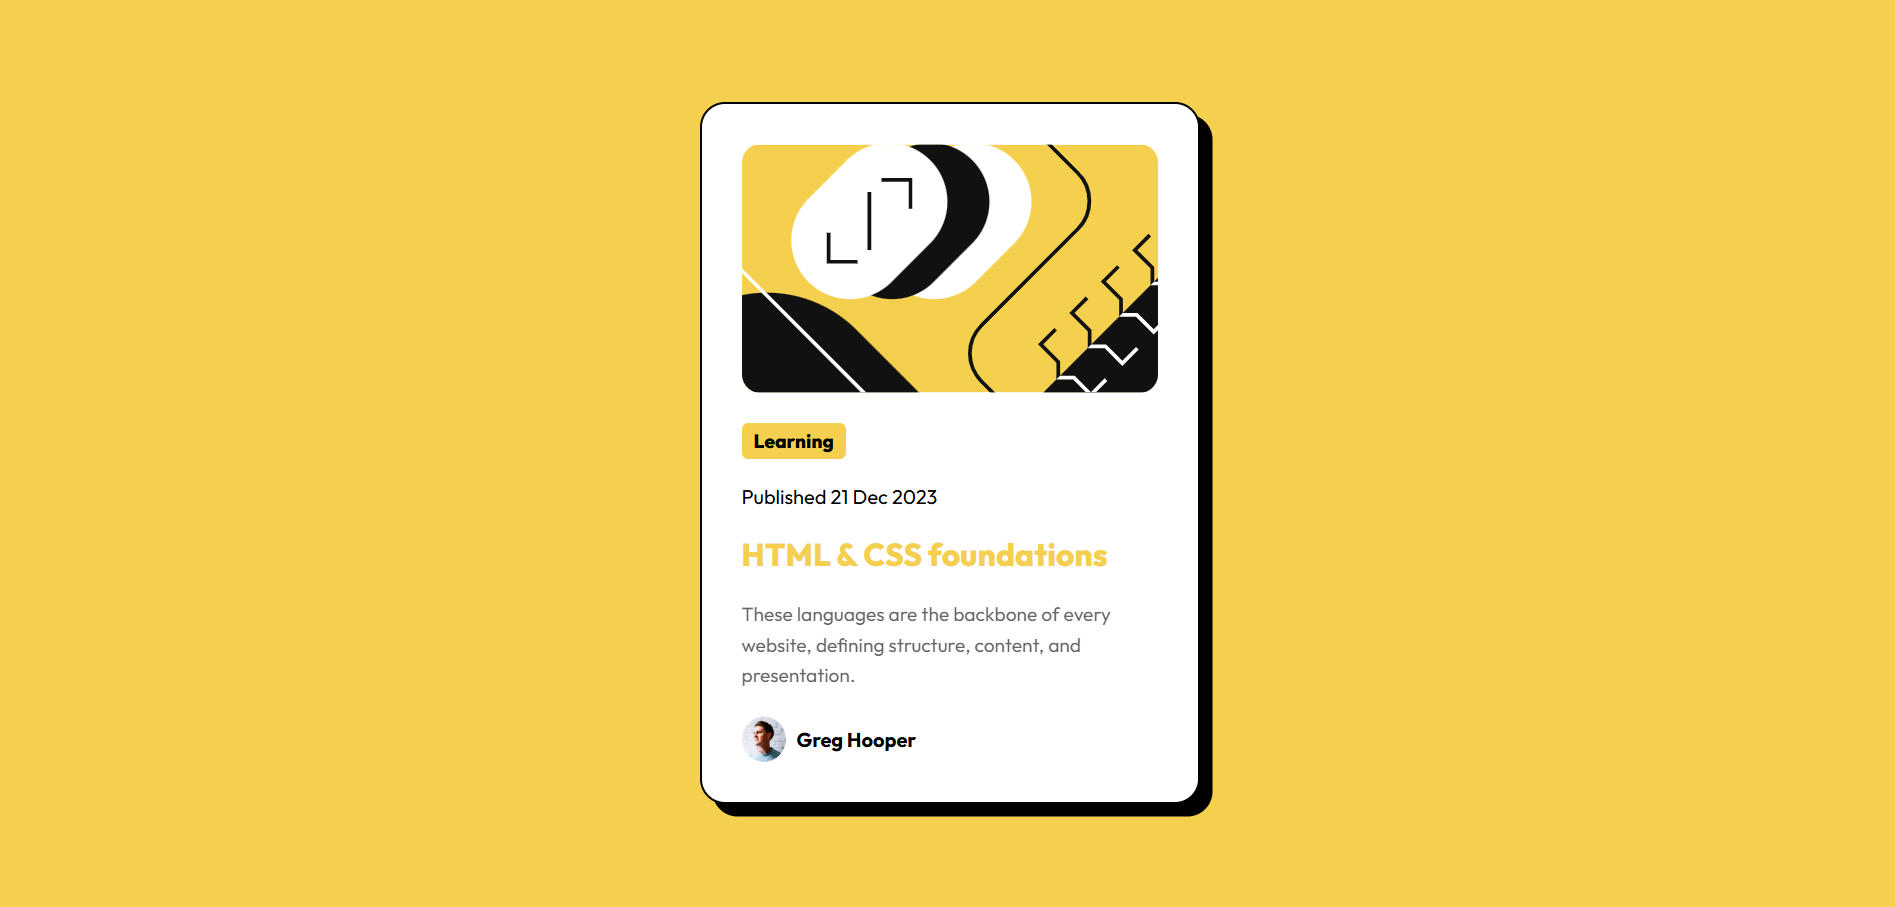 Learning
Published 21 Dec 2023
HTML & CSS foundations
These languages are the backbone of every
website, defining structure, content, and
presentation.
Greg Hooper